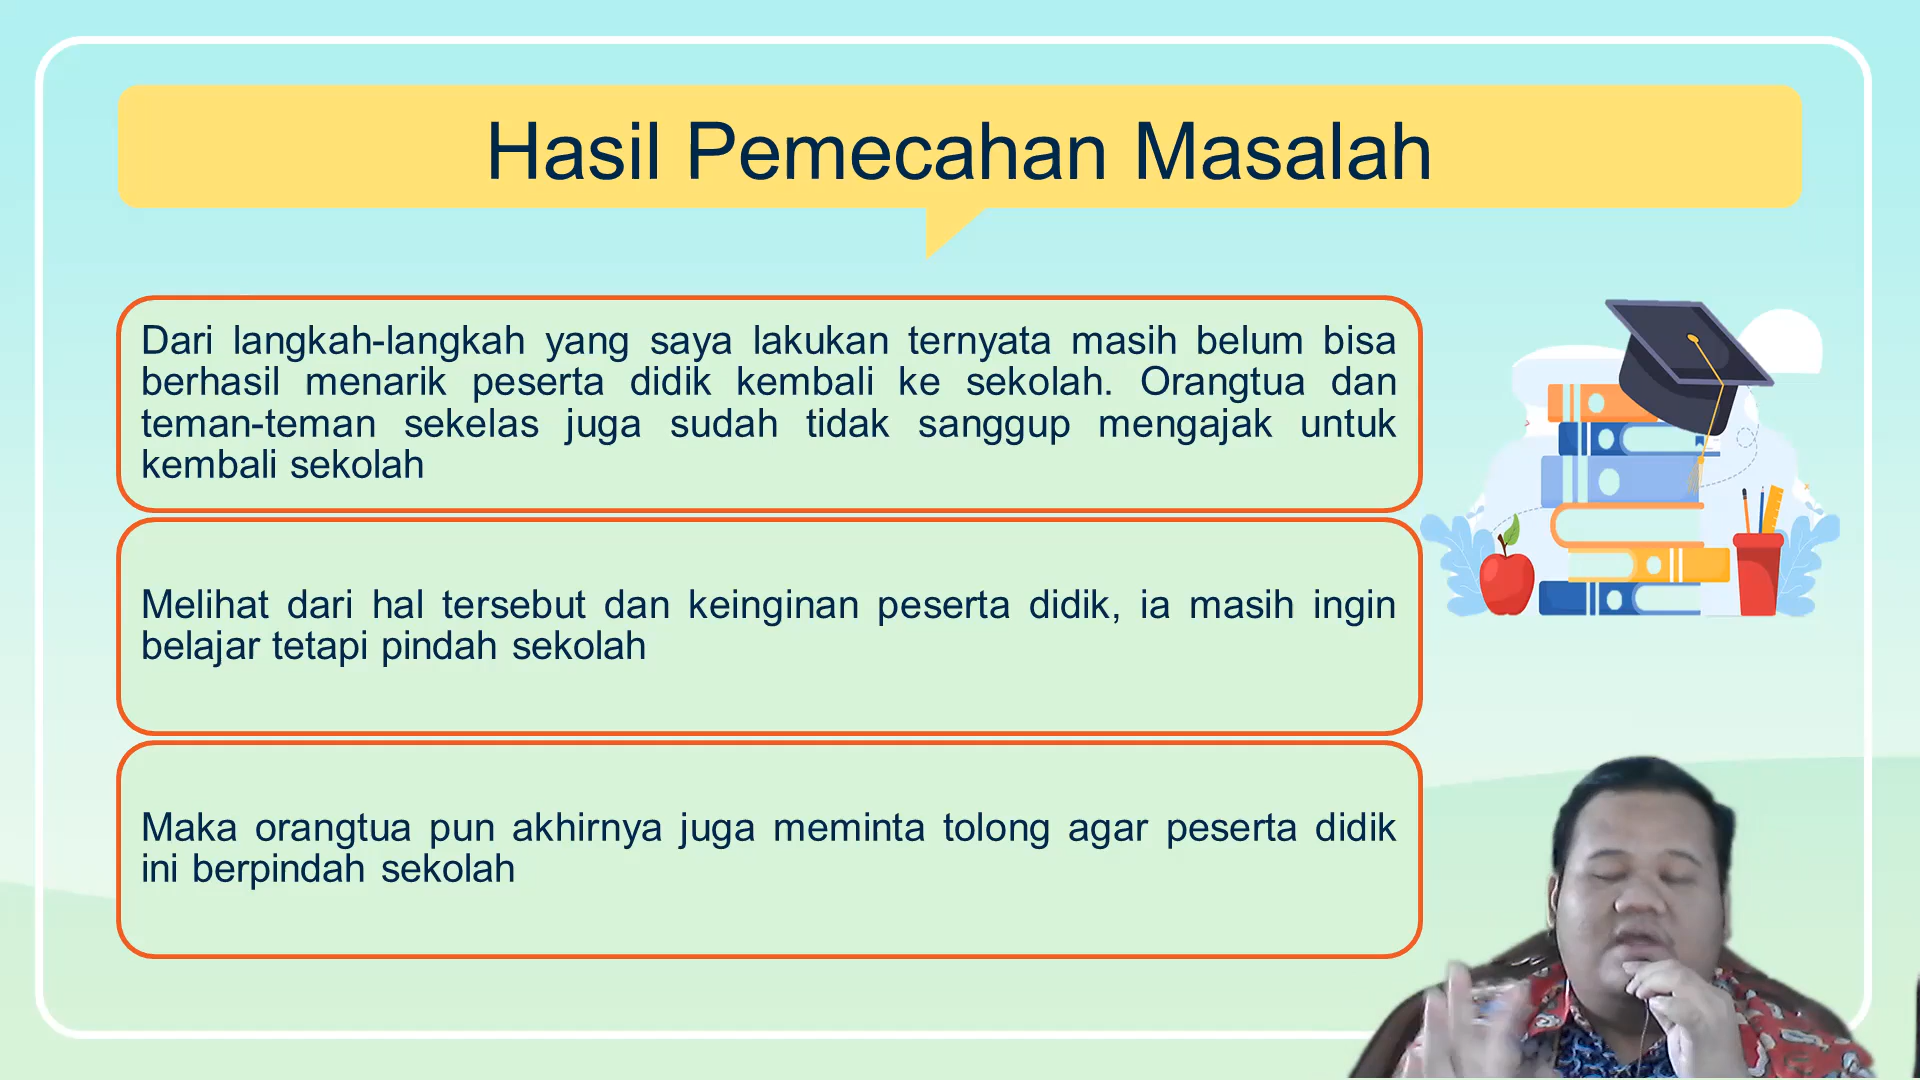 Hasil Pemecahan Masalah
Dari langkah-langkah yang saya lakukan ternyata masih belum bisa
berhasil menarik peserta didik kembali ke sekolah. Orangtua dan
teman-teman sekelas juga sudah tidak sanggup mengajak untuk
kembali sekolah
Melihat dari hal tersebut dan keinginan peserta didik, ia masih ingin
belajar tetapi pindah sekolah
Maka orangtua pun akhirnya juga meminta tolong agar peserta didik
ini berpindah sekolah